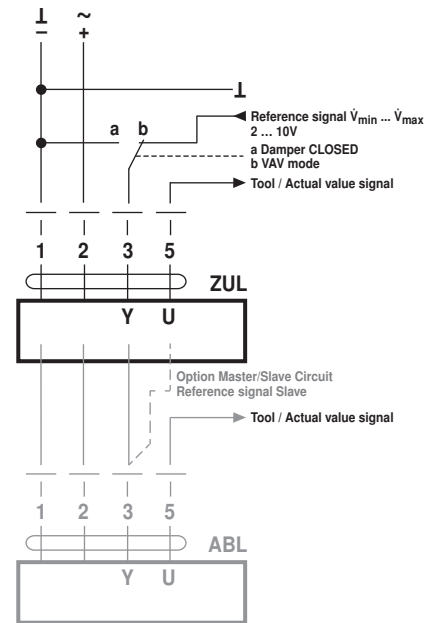 ⊥ ~
– +
⊥
a b
Reference signal V̇min ... V̇max
2 ... 10V
a Damper CLOSED
b VAV mode
Tool / Actual value signal
1 2 3 5
ZUL
Y U
Option Master/Slave Circuit
Reference signal Slave
Tool / Actual value signal
1 2 3 5
ABL
Y U